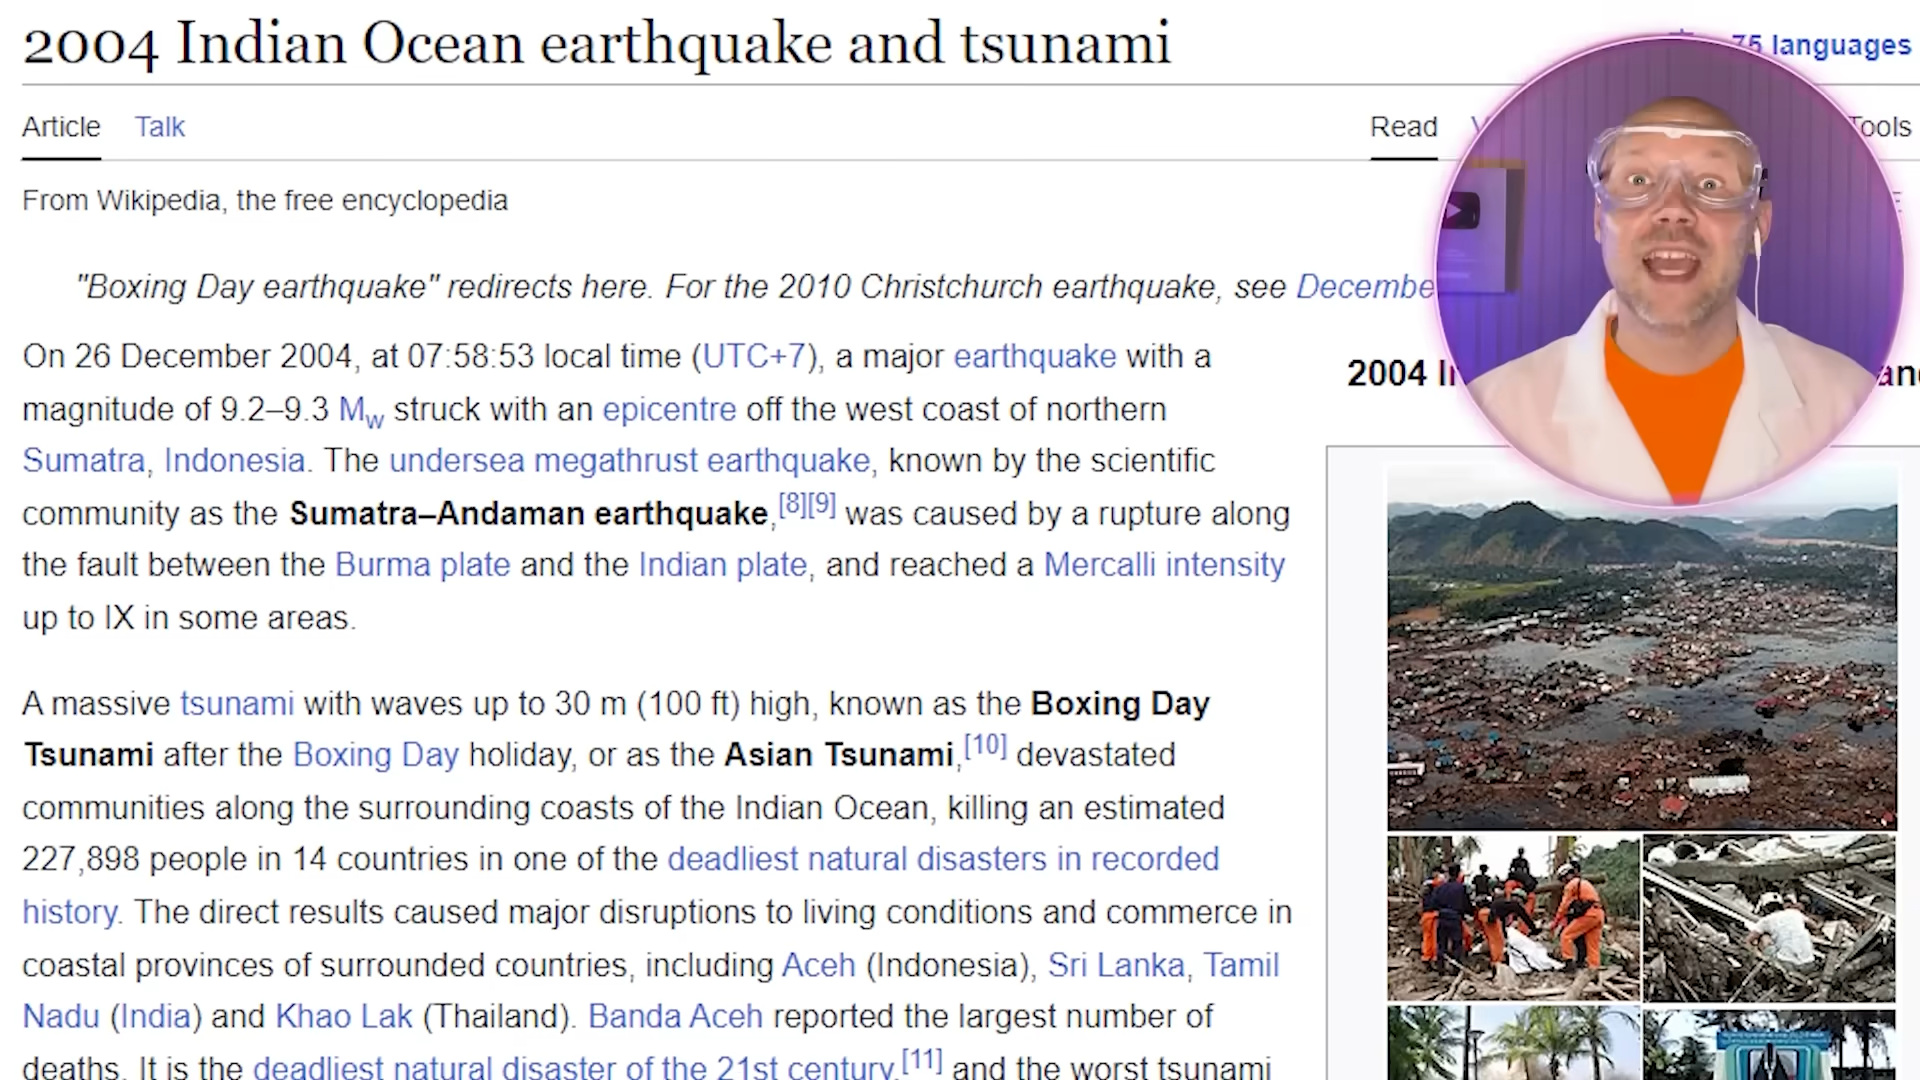 2004 Indian Ocean earthquake and tsunami
75 languages
Article Talk
Read
Tools
From Wikipedia, the free encyclopedia
"Boxing Day earthquake" redirects here. For the 2010 Christchurch earthquake, see
On 26 December 2004, at 07:58:53 local time (UTC+7), a major earthquake with a
magnitude of 9.2–9.3 Mw struck with an epicentre off the west coast of northern
Sumatra, Indonesia. The undersea megathrust earthquake, known by the scientific
community as the Sumatra–Andaman earthquake,[8][9] was caused by a rupture along
the fault between the Burma plate and the Indian plate, and reached a Mercalli intensity
up to IX in some areas.
A massive tsunami with waves up to 30 m (100 ft) high, known as the Boxing Day
Tsunami after the Boxing Day holiday, or as the Asian Tsunami,[10] devastated
communities along the surrounding coasts of the Indian Ocean, killing an estimated
227,898 people in 14 countries in one of the deadliest natural disasters in recorded
history. The direct results caused major disruptions to living conditions and commerce in
coastal provinces of surrounded countries, including Aceh (Indonesia), Sri Lanka, Tamil
Nadu (India) and Khao Lak (Thailand). Banda Aceh reported the largest number of
deaths. It is the deadliest natural disaster of the 21st century,[11] and the worst tsunami
2004